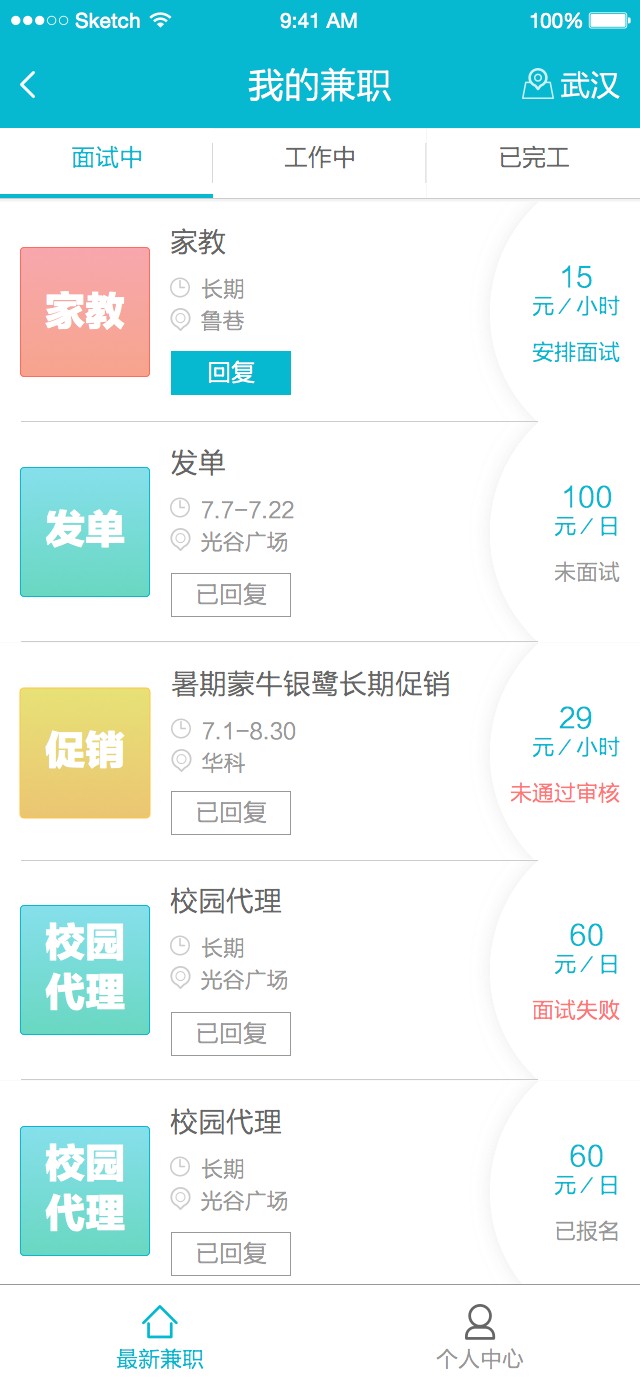 Sketch 9:41 AM 100%
我的兼职 武汉
面试中 工作中 已完工
家教
家教
长期
鲁巷
回复
15
元／小时
安排面试
发单
发单
7.7-7.22
光谷广场
已回复
100
元／日
未面试
促销
暑期蒙牛银鹭长期促销
7.1-8.30
华科
已回复
29
元／小时
未通过审核
校园
代理
校园代理
长期
光谷广场
已回复
60
元／日
面试失败
校园
代理
校园代理
长期
光谷广场
已回复
60
元／日
已报名
最新兼职 个人中心